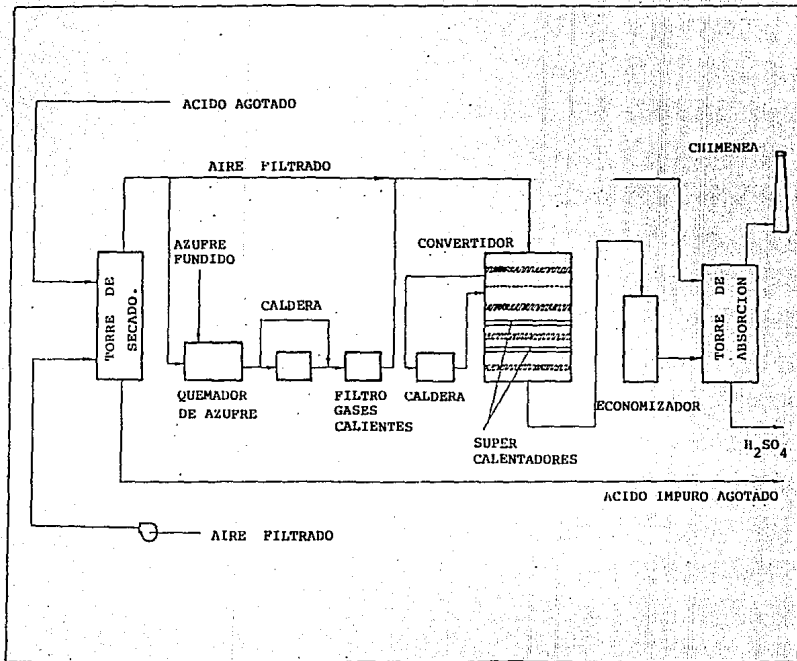 ACIDO AGOTADO
CHIMENEA
AIRE FILTRADO
AZUFRE
FUNDIDO
CONVERTIDOR
TORRE DE
SECADO.
CALDERA
TORRE DE
ABSORCION
QUEMADOR
DE AZUFRE
FILTRO
GASES
CALIENTES
CALDERA
ECONOMIZADOR
SUPER
CALENTADORES
H2SO4
ACIDO IMPURO AGOTADO
AIRE FILTRADO